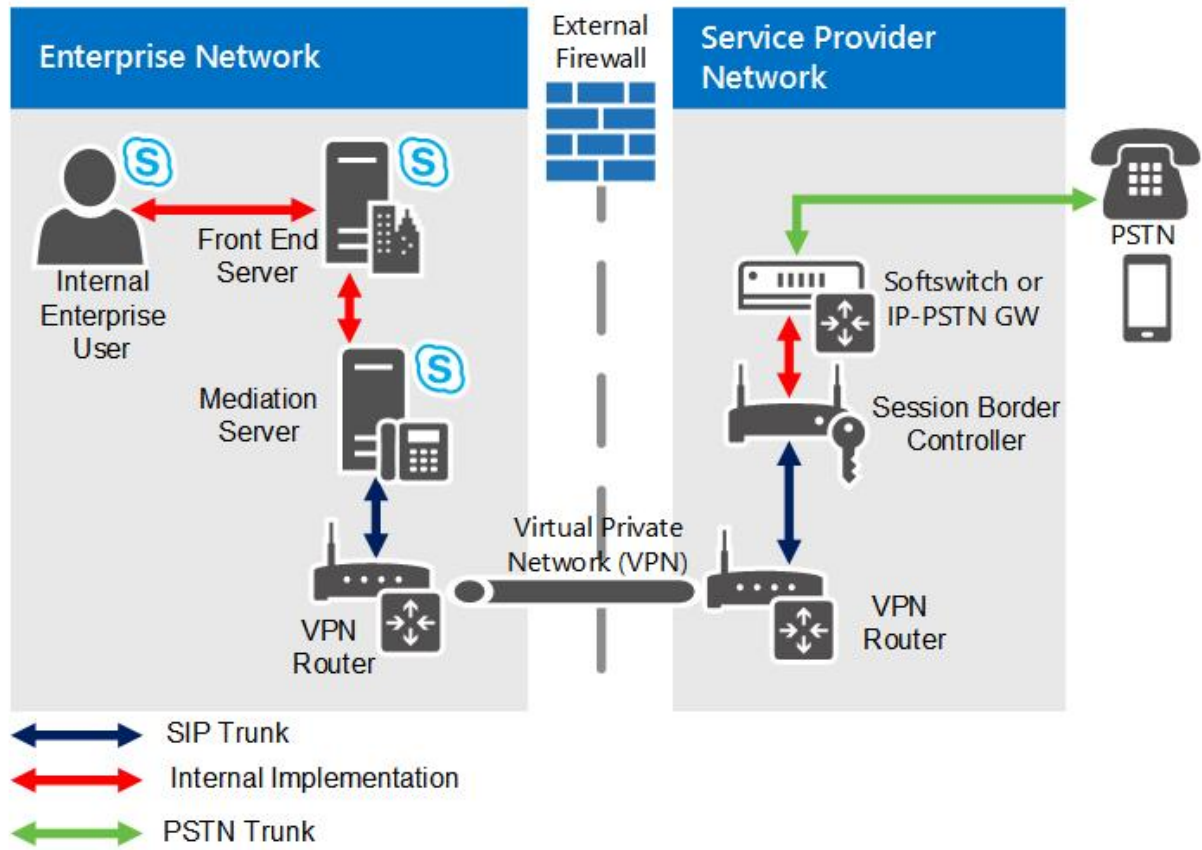 Enterprise Network
External
Firewall
Service Provider
Network
S
S
Front End
Server
Internal
Enterprise
User
PSTN
Softswitch or
IP-PSTN GW
S
Mediation
Server
Session Border
Controller
Virtual Private
Network (VPN)
VPN
Router
VPN
Router
SIP Trunk
Internal Implementation
PSTN Trunk